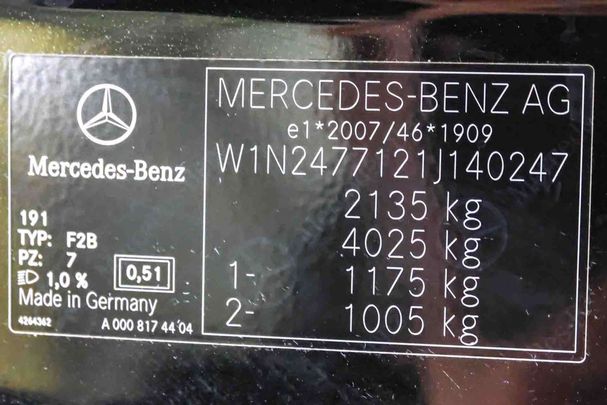 Mercedes-Benz
191
TYP: F2B
PZ: 7
1,0 %
0,51
Made in Germany
4264362
A 000 817 44 04
MERCEDES-BENZ AG
e1*2007/46*1909
W1N2477121J140247
2135 kg
4025 kg
1- 1175 kg
2- 1005 kg